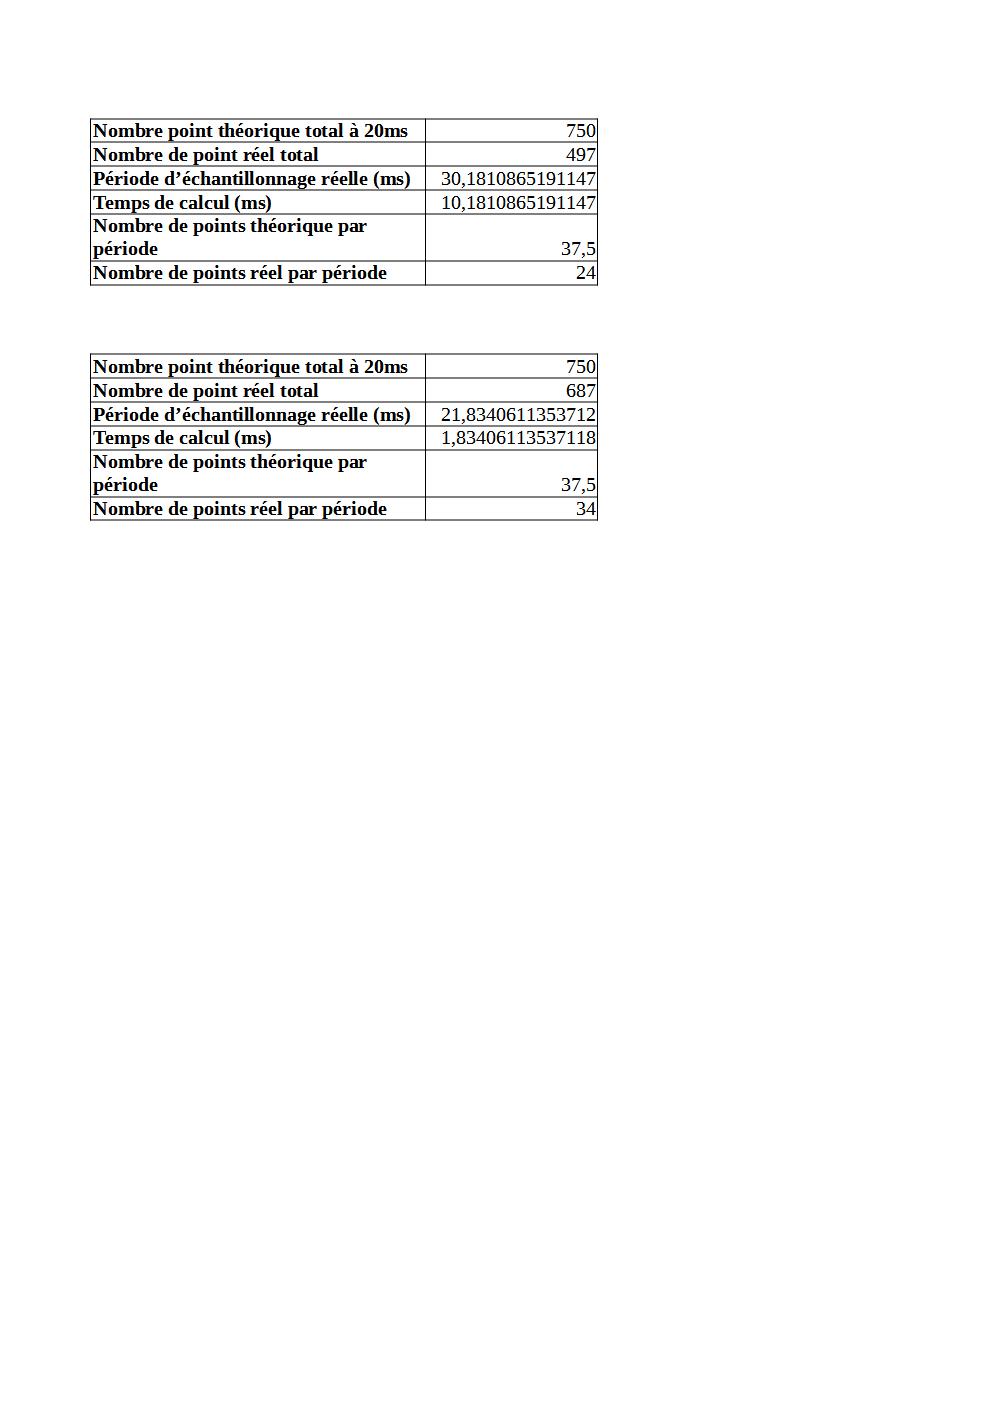 Nombre point théorique total à 20ms 750
Nombre de point réel total 497
Période d’échantillonnage réelle (ms) 30,1810865191147
Temps de calcul (ms) 10,1810865191147
Nombre de points théorique par
période 37,5
Nombre de points réel par période 24
Nombre point théorique total à 20ms 750
Nombre de point réel total 687
Période d’échantillonnage réelle (ms) 21,8340611353712
Temps de calcul (ms) 1,83406113537118
Nombre de points théorique par
période 37,5
Nombre de points réel par période 34